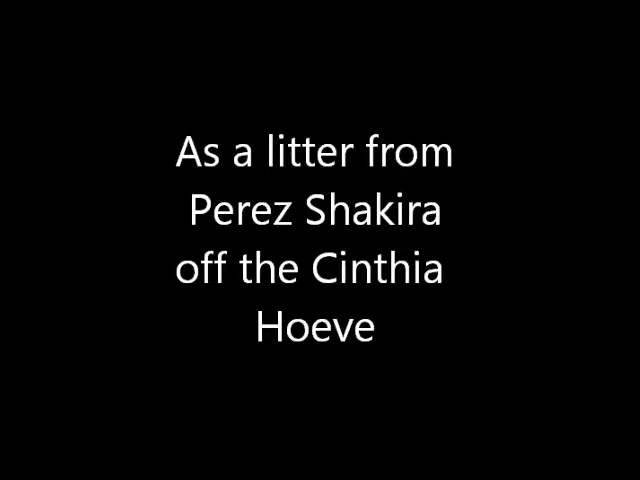 As a litter from
Perez Shakira
off the Cinthia
Hoeve